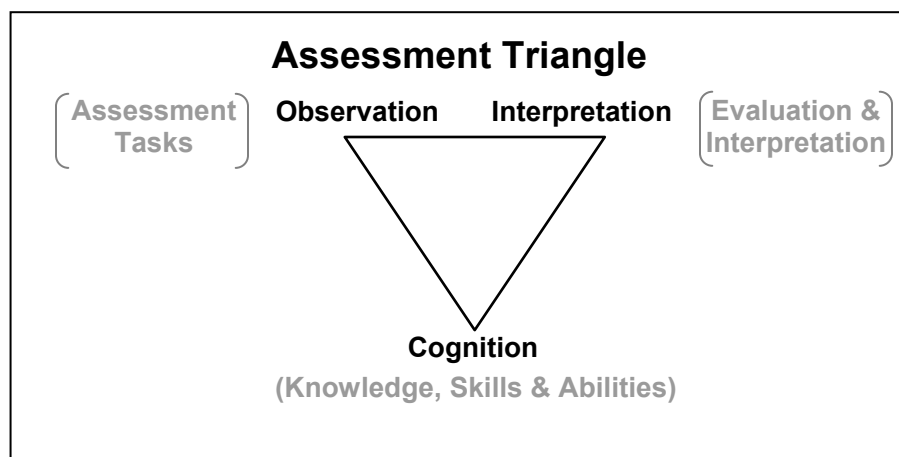 Assessment Triangle
Assessment
Tasks
Observation
Interpretation
Evaluation &
Interpretation
Cognition
(Knowledge, Skills & Abilities)